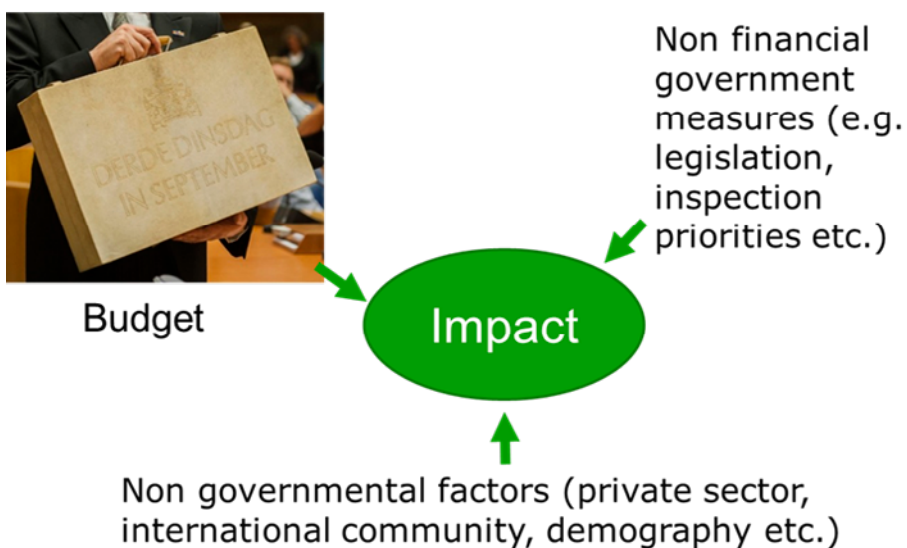 DERDE DINSDAG
IN SEPTEMBER
Budget
Non financial
government
measures (e.g.
legislation,
inspection
priorities etc.)
Impact
Non governmental factors (private sector,
international community, demography etc.)